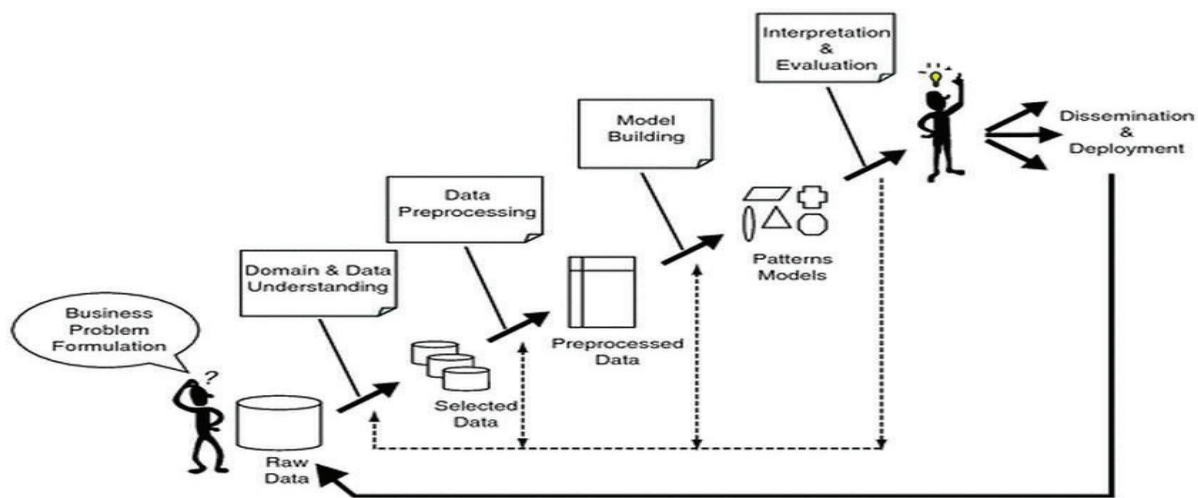 Business
Problem
Formulation
?
Raw
Data
Domain & Data
Understanding
Selected
Data
Data
Preprocessing
Preprocessed
Data
Model
Building
Patterns
Models
Interpretation
&
Evaluation
Dissemination
&
Deployment